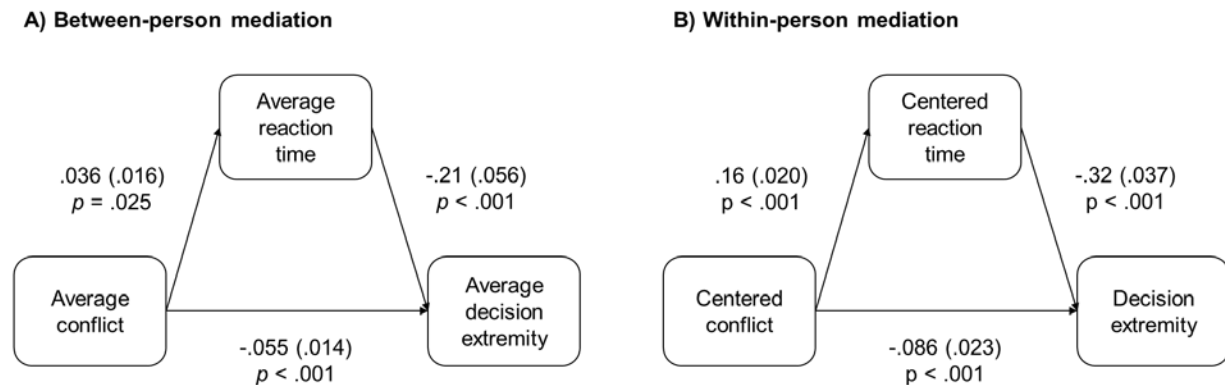 A) Between-person mediation
Average
reaction
time
.036 (.016)
p = .025
-.21 (.056)
p < .001
Average
conflict
Average
decision
extremity
-.055 (.014)
p < .001
B) Within-person mediation
Centered
reaction
time
.16 (.020)
p < .001
-.32 (.037)
p < .001
Centered
conflict
Decision
extremity
-.086 (.023)
p < .001